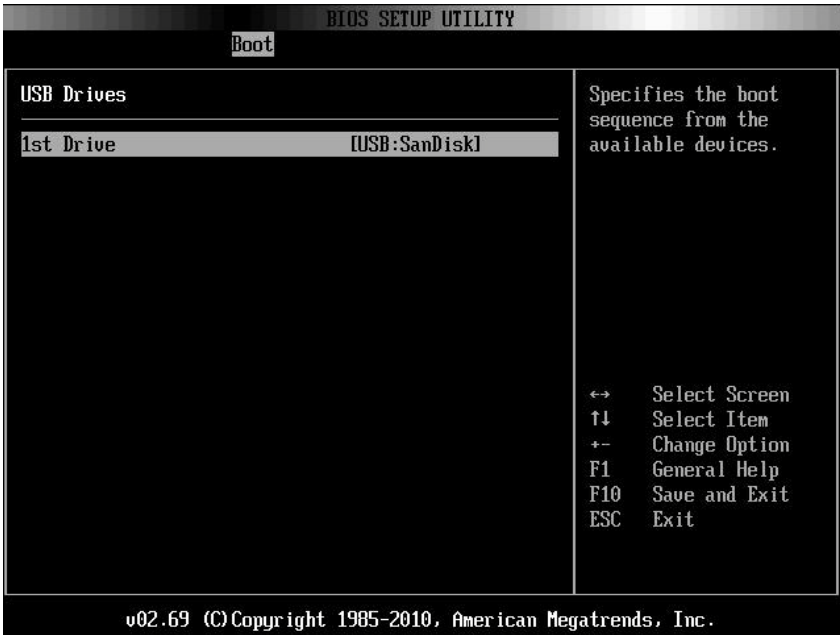 BIOS SETUP UTILITY
Boot
USB Drives
1st Drive [USB:SanDisk]
Specifies the boot
sequence from the
available devices.
←→ Select Screen
↑↓ Select Item
+- Change Option
F1 General Help
F10 Save and Exit
ESC Exit
v02.69 (C)Copyright 1985-2010, American Megatrends, Inc.